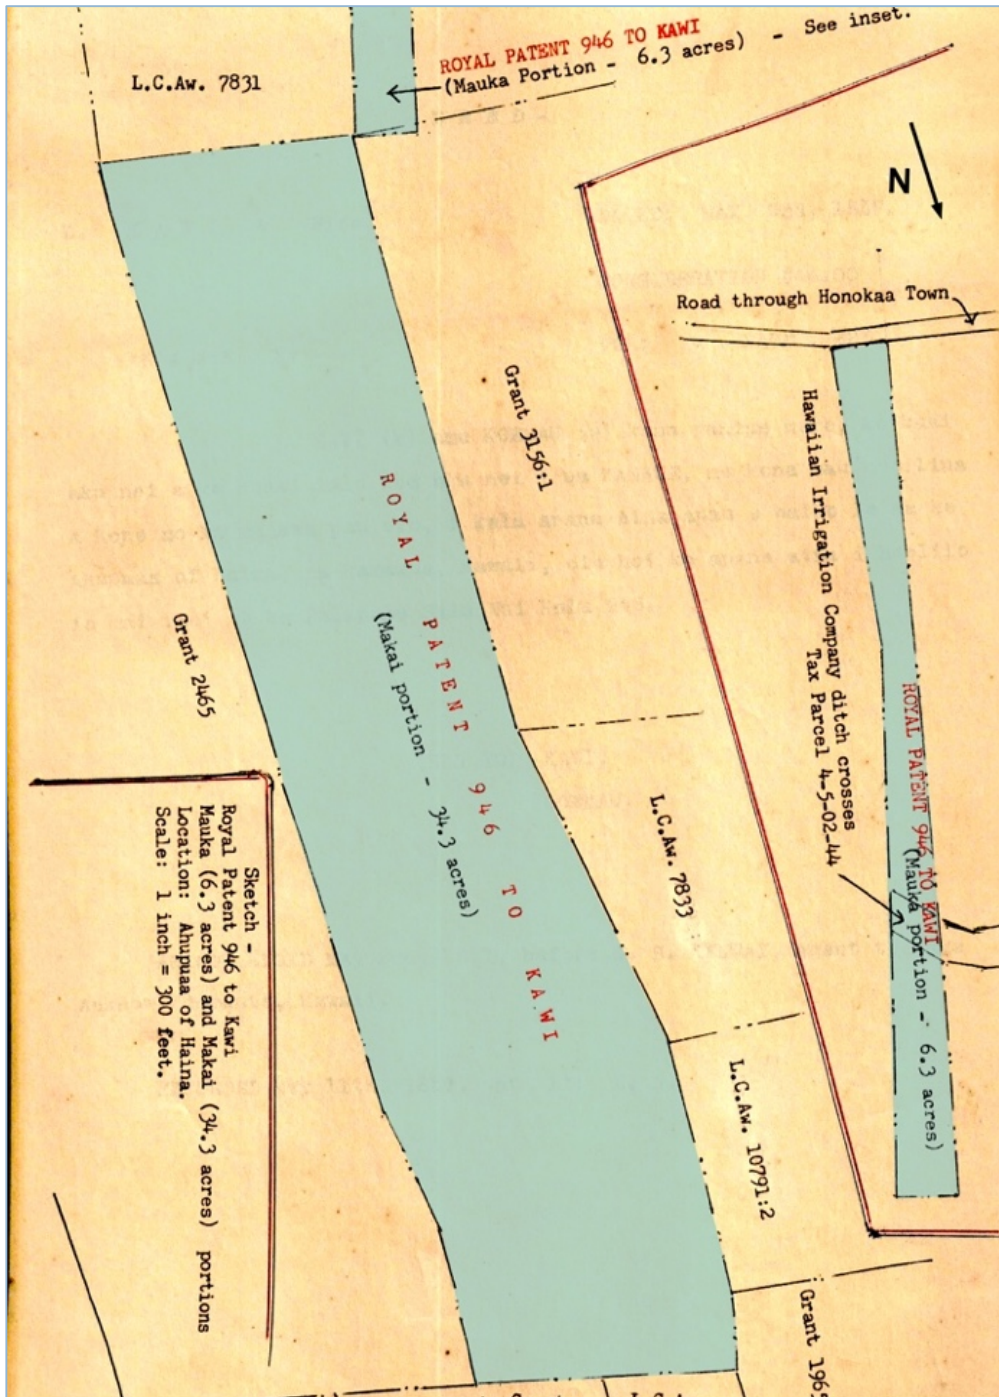 L.C.Aw. 7831
ROYAL PATENT 946 TO KAWI
(Mauka Portion - 6.3 acres) - See inset.
N
Road through Honokaa Town
Grant 3156:1
Hawaiian Irrigation Company ditch crosses
Tax Parcel 4-5-02-44
ROYAL PATENT 946 TO KAWI
(Mauka portion - 6.3 acres)
ROYAL PATENT 946 TO KAWI
(Makai portion - 34.3 acres)
Grant 2465
L.C.Aw. 7833
L.C.Aw. 10791:2
Sketch -
Royal Patent 946 to Kawi
Mauka (6.3 acres) and Makai (34.3 acres) portions
Location: Ahupuaa of Haina.
Scale: 1 inch = 300 feet.
Grant